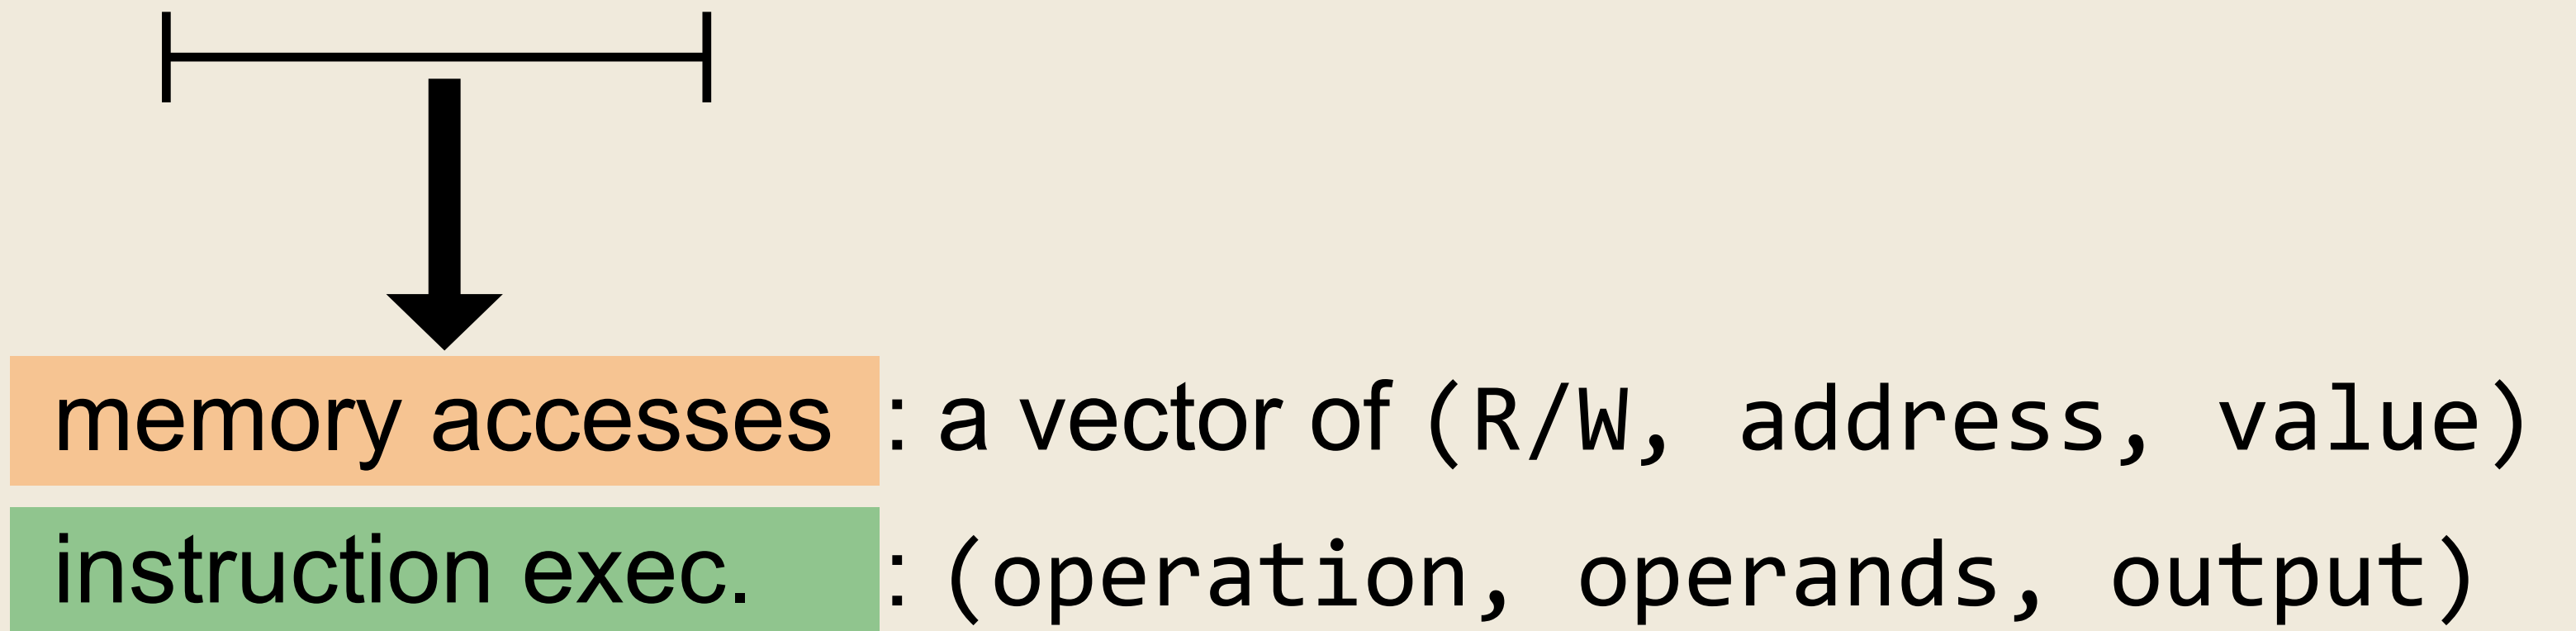 memory accesses : a vector of (R/W, address, value)
instruction exec. : (operation, operands, output)